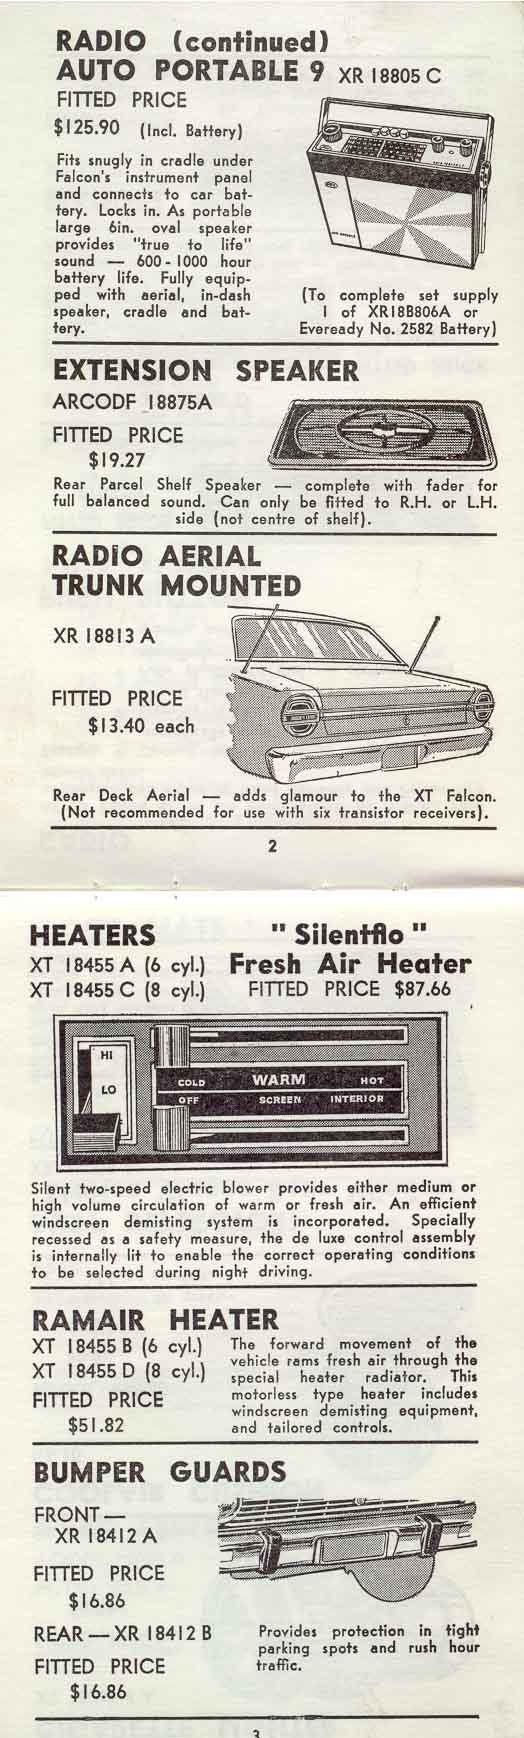 RADIO (continued)
AUTO PORTABLE 9 XR 18805 C
FITTED PRICE
$125.90 (Incl. Battery)
Fits snugly in cradle under
Falcon's instrument panel
and connects to car bat-
tery. Locks in. As portable
large 6in. oval speaker
provides "true to life"
sound — 600 - 1000 hour
battery life. Fully equip-
ped with aerial, in-dash
speaker, cradle and bat-
tery.
(To complete set supply
1 of XR18B806A or
Eveready No. 2582 Battery)
EXTENSION SPEAKER
ARCODF 18875A
FITTED PRICE
$19.27
Rear Parcel Shelf Speaker — complete with fader for
full balanced sound. Can only be fitted to R.H. or L.H.
side (not centre of shelf).
RADIO AERIAL
TRUNK MOUNTED
XR 18813 A
FITTED PRICE
$13.40 each
Rear Deck Aerial — adds glamour to the XT Falcon.
(Not recommended for use with six transistor receivers).
2
HEATERS
XT 18455 A (6 cyl.)
XT 18455 C (8 cyl.)
"Silentflo"
Fresh Air Heater
FITTED PRICE $87.66
HI
LO
COLD WARM HOT
OFF SCREEN INTERIOR
Silent two-speed electric blower provides either medium or
high volume circulation of warm or fresh air. An efficient
windscreen demisting system is incorporated. Specially
recessed as a safety measure, the de luxe control assembly
is internally lit to enable the correct operating conditions
to be selected during night driving.
RAMAIR HEATER
XT 18455 B (6 cyl.)
XT 18455 D (8 cyl.)
FITTED PRICE
$51.82
The forward movement of the
vehicle rams fresh air through the
special heater radiator. This
motorless type heater includes
windscreen demisting equipment,
and tailored controls.
BUMPER GUARDS
FRONT —
XR 18412 A
FITTED PRICE
$16.86
REAR — XR 18412 B
FITTED PRICE
$16.86
Provides protection in tight
parking spots and rush hour
traffic.
3